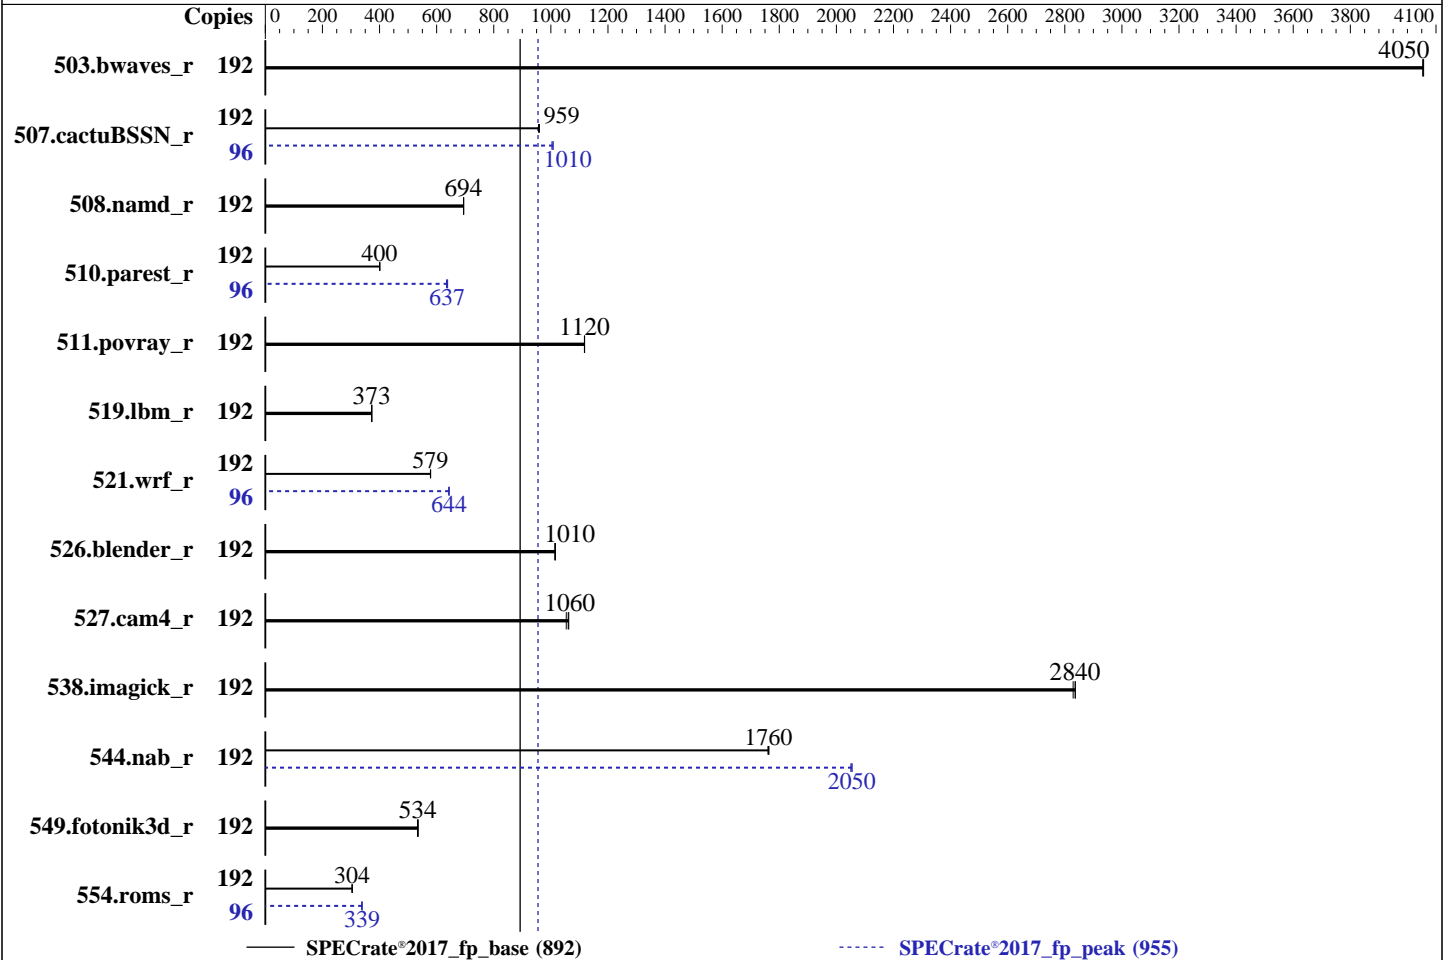 Copies 0 200 400 600 800 1000 1200 1400 1600 1800 2000 2200 2400 2600 2800 3000 3200 3400 3600 3800 4100
503.bwaves_r 192 4050
507.cactuBSSN_r 192 959
96 1010
508.namd_r 192 694
510.parest_r 192 400
96 637
511.povray_r 192 1120
519.lbm_r 192 373
521.wrf_r 192 579
96 644
526.blender_r 192 1010
527.cam4_r 192 1060
538.imagick_r 192 2840
544.nab_r 192 1760
2050
549.fotonik3d_r 192 534
554.roms_r 192 304
96 339
SPECrate®2017_fp_base (892) SPECrate®2017_fp_peak (955)